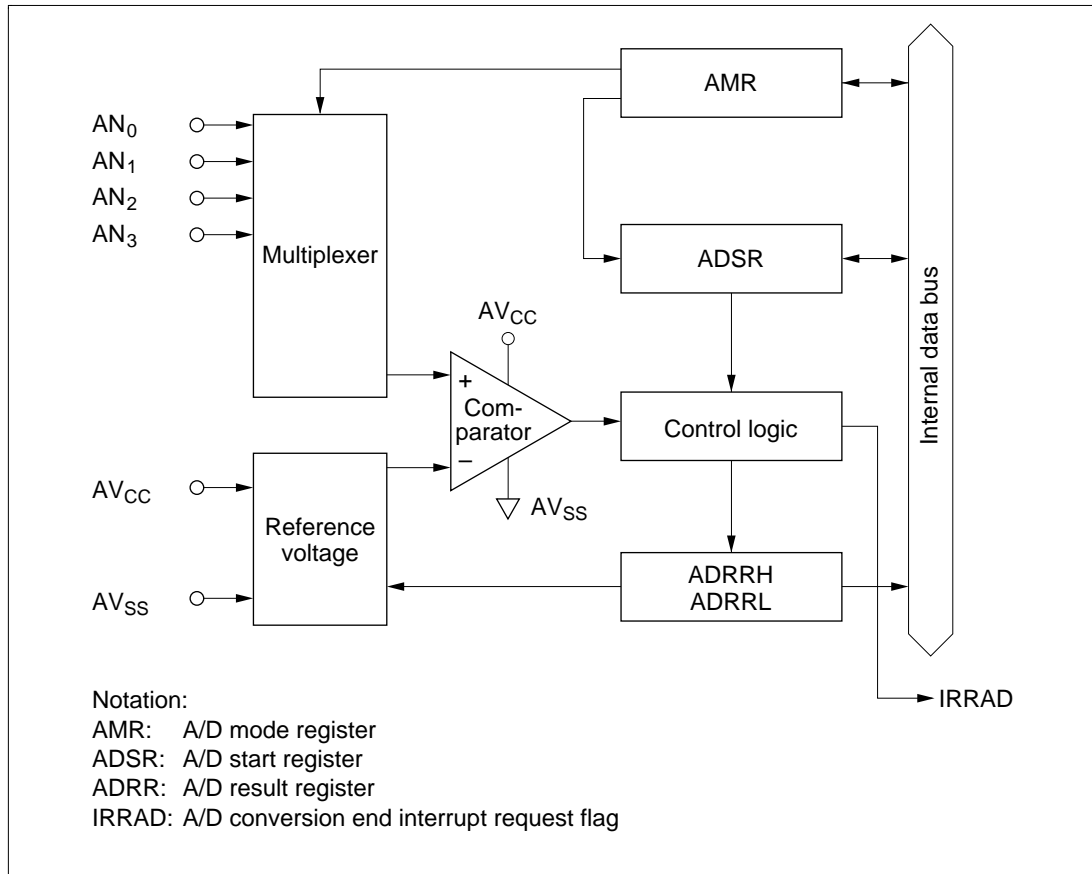 AMR
AN0
AN1
AN2
AN3
Multiplexer
ADSR
Internal data bus
AVCC
+
Com-
parator
−
Control logic
AVCC
AVSS
Reference
voltage
ADRRH
ADRRL
AVSS
IRRAD
Notation:
AMR: A/D mode register
ADSR: A/D start register
ADRR: A/D result register
IRRAD: A/D conversion end interrupt request flag